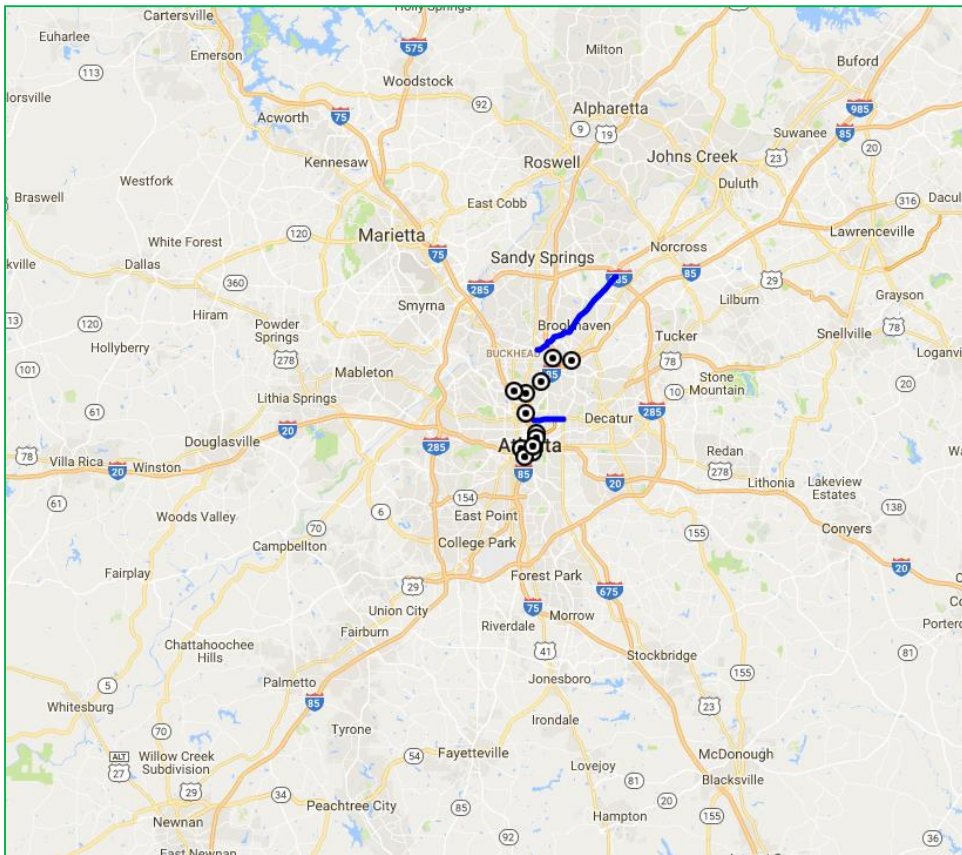 Holly Springs
Euharlee
Cartersville
Emerson
575
Milton
Buford
113
Woodstock
92
Alpharetta
985
Acworth
75
9
19
Suwanee
85
20
Kennesaw
Roswell
Johns Creek
23
Westfork
Duluth
316
Braswell
East Cobb
120
Marietta
Lawrenceville
White Forest
Norcross
Dallas
75
Sandy Springs
85
29
360
285
Lilburn
Grayson
Smyrna
Hiram
120
Powder
Springs
Brookhaven
Tucker
Snellville
78
Hollyberry
278
BUCKHEAD
78
101
Mableton
85
Stone
Mountain
10
20
61
Lithia Springs
Decatur
285
Douglasville
20
285
Atlanta
Redan
78
Villa Rica
Winston
20
85
278
Lithonia
Lakeview
Estates
61
154
20
138
Woods Valley
6
East Point
155
Conyers
70
Campbellton
College Park
20
Fairplay
29
Forest Park
675
Union City
75
Morrow
Fairburn
Riverdale
Chattahoochee
Hills
41
Stockbridge
81
5
Palmetto
Jonesboro
155
Whitesburg
85
23
70
Tyrone
Irondale
ALT
27
Willow Creek
Subdivision
54
Fayetteville
McDonough
29
34
Lovejoy
Blacksville
Newnan
Peachtree City
85
20
Hampton
81
92
36
East Newnan